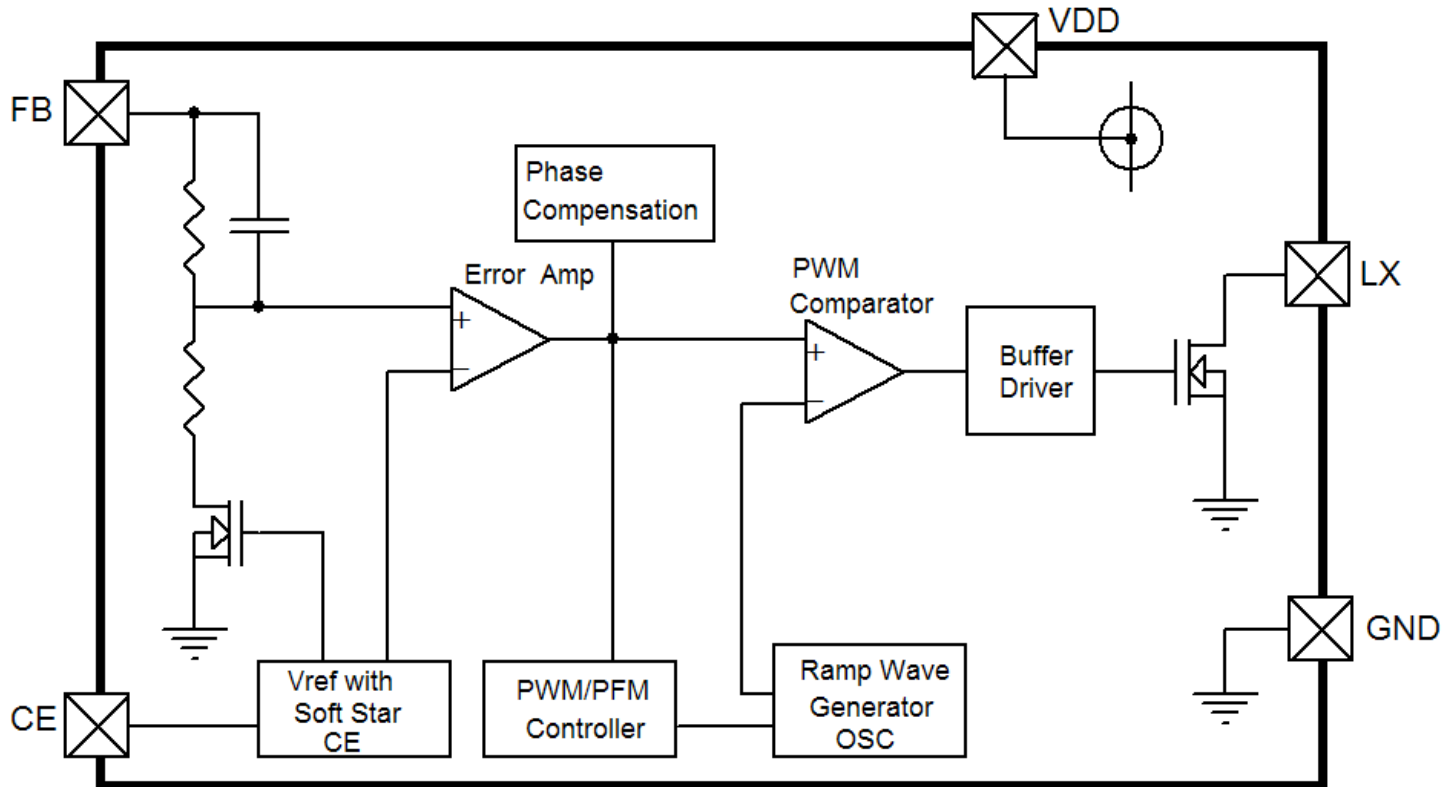 VDD
FB
Phase
Compensation
Error Amp
PWM
Comparator
LX
+
−
+
−
Buffer
Driver
GND
CE
Vref with
Soft Star
CE
PWM/PFM
Controller
Ramp Wave
Generator
OSC